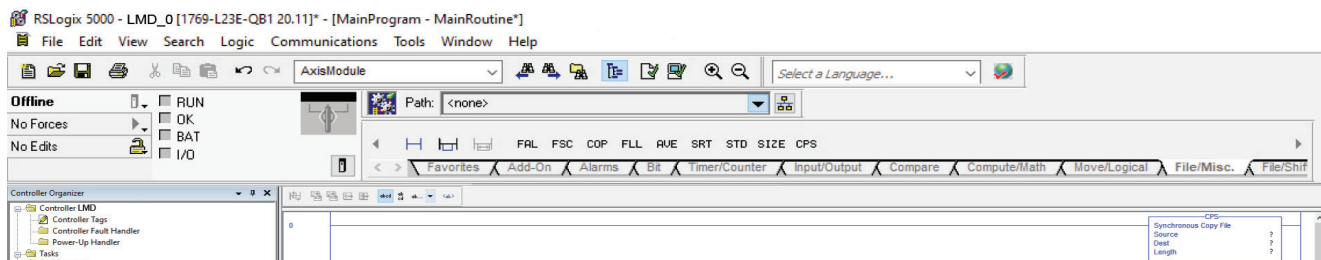 RSLogix 5000 - LMD_0 [1769-L23E-QB1 20.11]* - [MainProgram - MainRoutine*]
File Edit View Search Logic Communications Tools Window Help
AxisModule
Select a Language...
Offline
RUN
Path: <none>
No Forces
OK
BAT
No Edits
I/O
FAL FSC COP FLL AVE SRT STD SIZE CPS
Favorites Add-On Alarms Bit Timer/Counter Input/Output Compare Compute/Math Move/Logical File/Misc. File/Shif
Controller Organizer
Controller LMD
Controller Tags
Controller Fault Handler
Power-Up Handler
Tasks
0
CPS
Synchronous Copy File
Source ?
Dest ?
Length ?